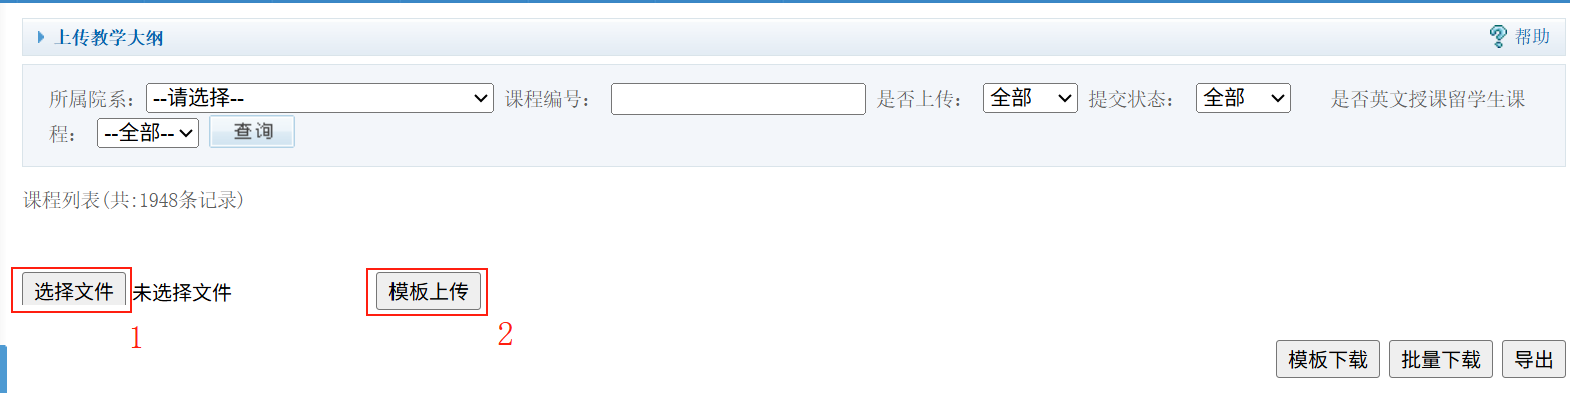 上传教学大纲 帮助
所属院系: --请选择-- 课程编号: 是否上传: 全部 提交状态: 全部 是否英文授课留学生课
程: --全部-- 查询
课程列表(共:1948条记录)
选择文件 未选择文件 模板上传
1 2
模板下载 批量下载 导出